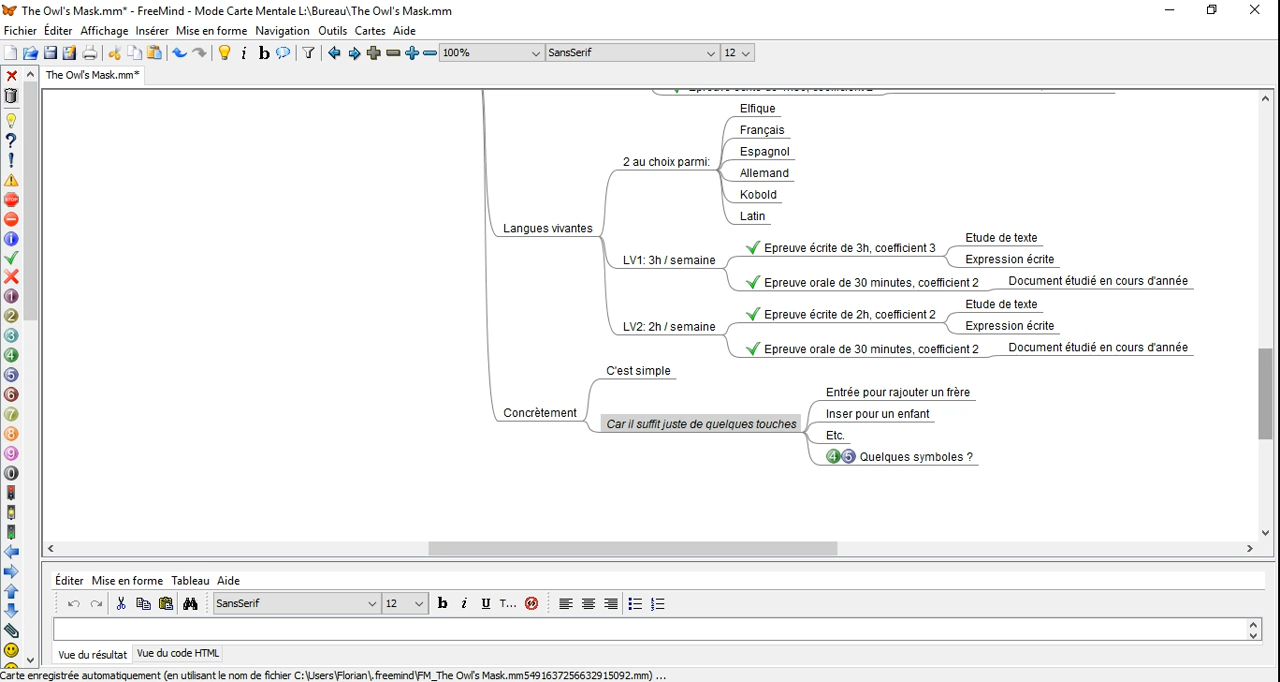 The Owl's Mask.mm* - FreeMind - Mode Carte Mentale L:\Bureau\The Owl's Mask.mm
Fichier Éditer Affichage Insérer Mise en forme Navigation Outils Cartes Aide
100% SansSerif 12
The Owl's Mask.mm*
Elfique
Français
2 au choix parmi:
Espagnol
Allemand
Kobold
Latin
Langues vivantes
LV1: 3h / semaine
Epreuve écrite de 3h, coefficient 3
Etude de texte
Expression écrite
Epreuve orale de 30 minutes, coefficient 2
Document étudié en cours d'année
LV2: 2h / semaine
Epreuve écrite de 2h, coefficient 2
Etude de texte
Expression écrite
Epreuve orale de 30 minutes, coefficient 2
Document étudié en cours d'année
Concrètement
C'est simple
Car il suffit juste de quelques touches
Entrée pour rajouter un frère
Inser pour un enfant
Etc.
4 5 Quelques symboles ?
Éditer Mise en forme Tableau Aide
SansSerif 12 b i U T...
Vue du résultat Vue du code HTML
Carte enregistrée automatiquement (en utilisant le nom de fichier C:\Users\Florian\.freemind\FM_The Owl's Mask.mm5491637256632915092.mm) ...